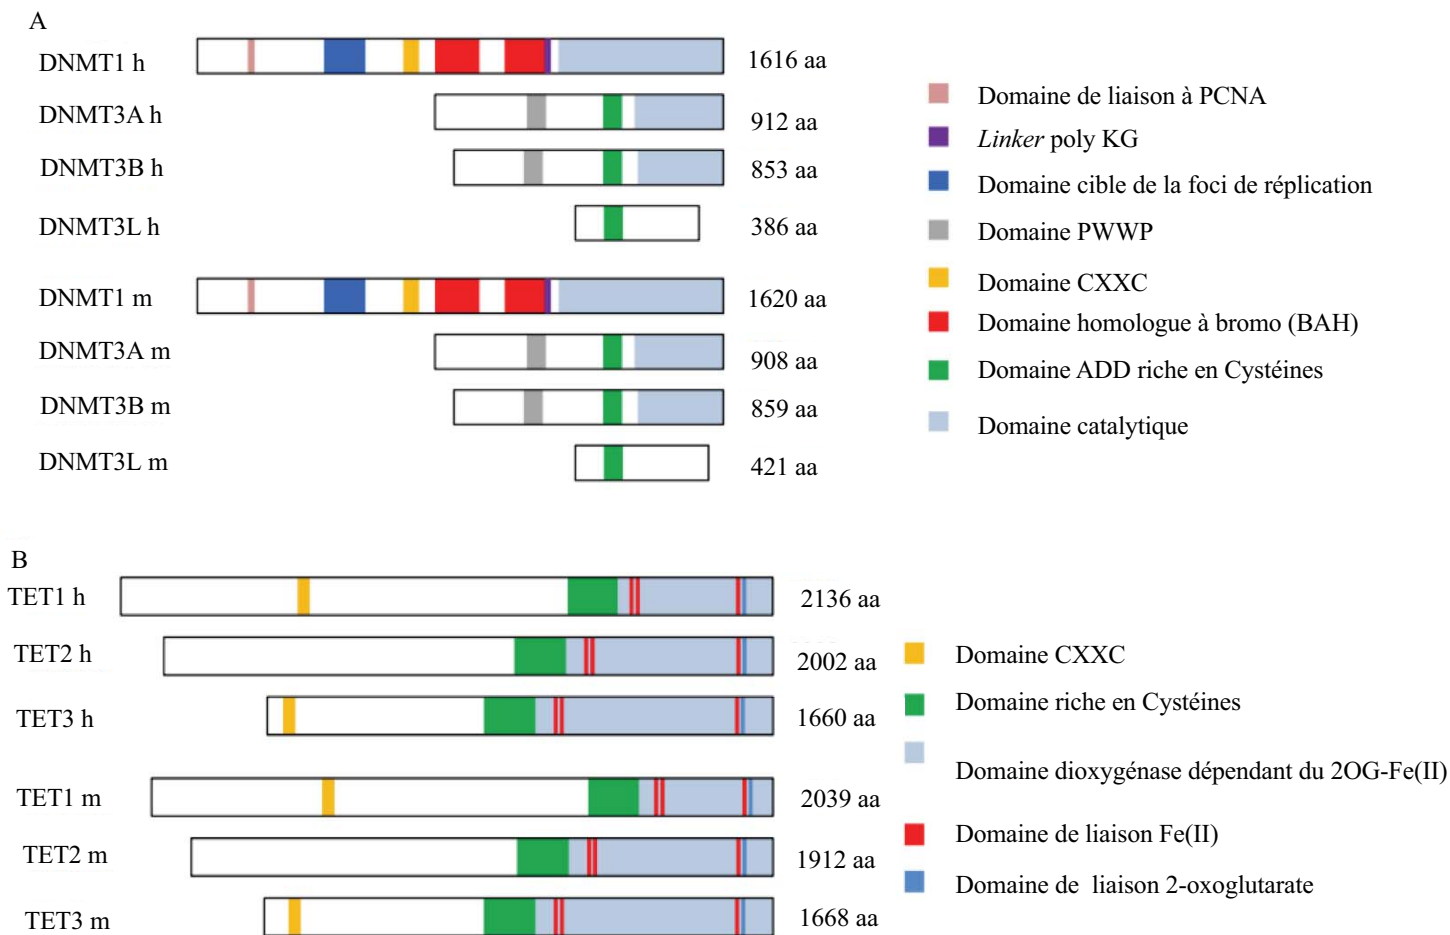 A
DNMT1 h 1616 aa
DNMT3A h 912 aa
DNMT3B h 853 aa
DNMT3L h 386 aa
DNMT1 m 1620 aa
DNMT3A m 908 aa
DNMT3B m 859 aa
DNMT3L m 421 aa
Domaine de liaison à PCNA
Linker poly KG
Domaine cible de la foci de réplication
Domaine PWWP
Domaine CXXC
Domaine homologue à bromo (BAH)
Domaine ADD riche en Cystéines
Domaine catalytique
B
TET1 h 2136 aa
TET2 h 2002 aa
TET3 h 1660 aa
TET1 m 2039 aa
TET2 m 1912 aa
TET3 m 1668 aa
Domaine CXXC
Domaine riche en Cystéines
Domaine dioxygénase dépendant du 2OG-Fe(II)
Domaine de liaison Fe(II)
Domaine de liaison 2-oxoglutarate